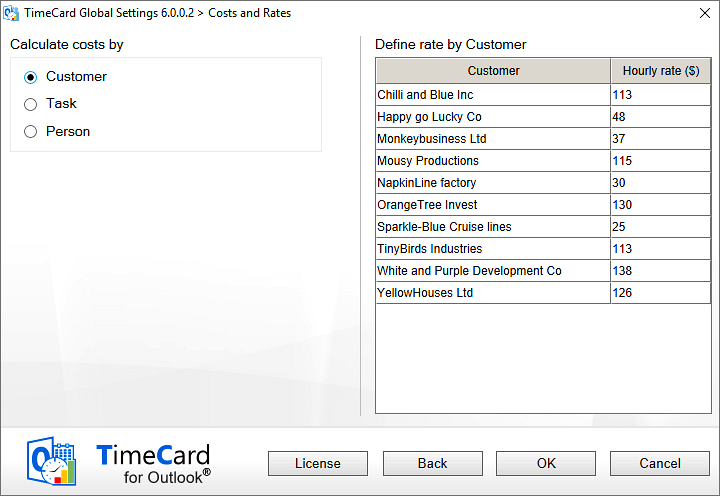 TimeCard Global Settings 6.0.0.2 > Costs and Rates
Calculate costs by
Customer
Task
Person
Define rate by Customer
Customer Hourly rate ($)
Chilli and Blue Inc 113
Happy go Lucky Co 48
Monkeybusiness Ltd 37
Mousy Productions 115
NapkinLine factory 30
OrangeTree Invest 130
Sparkle-Blue Cruise lines 25
TinyBirds Industries 113
White and Purple Development Co 138
YellowHouses Ltd 126
TimeCard
for Outlook®
License Back OK Cancel